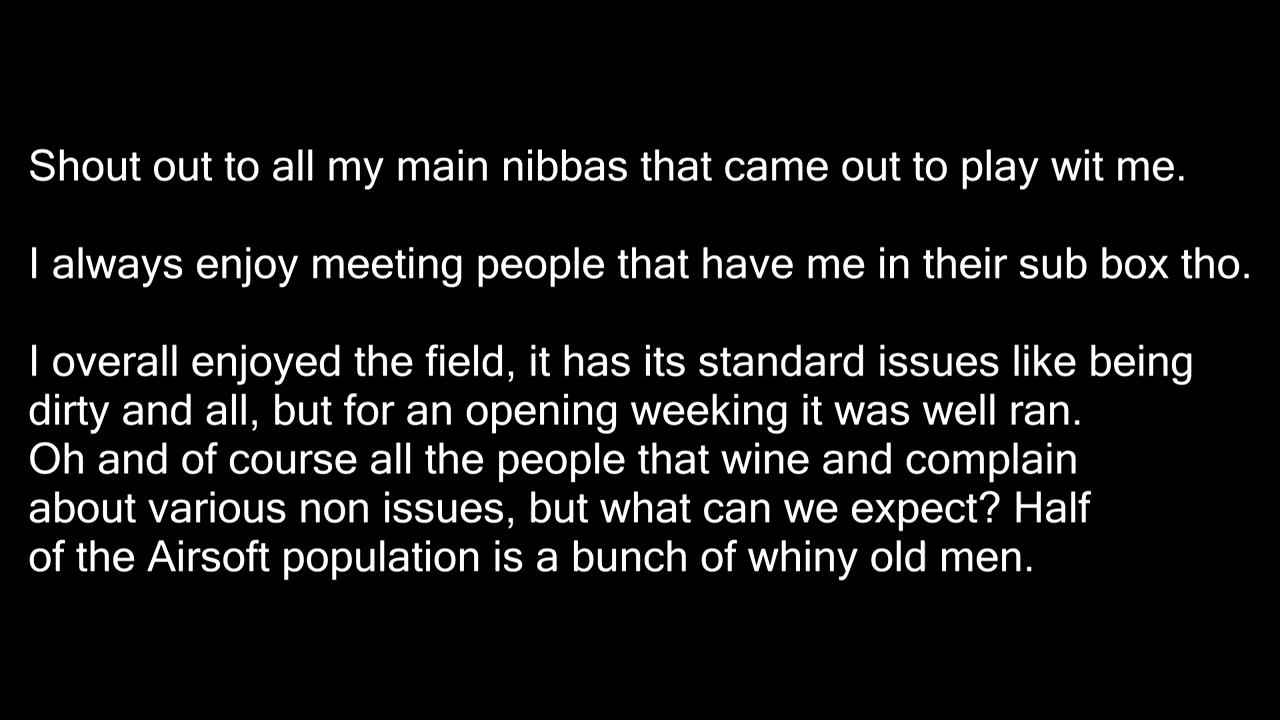 Shout out to all my main nibbas that came out to play wit me.
I always enjoy meeting people that have me in their sub box tho.
I overall enjoyed the field, it has its standard issues like being
dirty and all, but for an opening weeking it was well ran.
Oh and of course all the people that wine and complain
about various non issues, but what can we expect? Half
of the Airsoft population is a bunch of whiny old men.